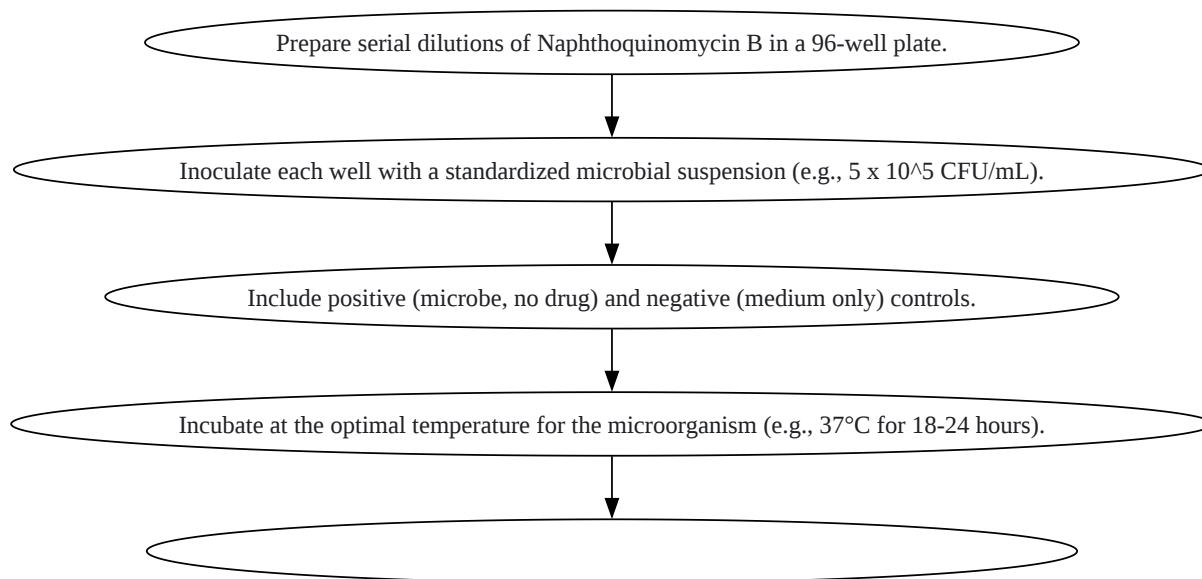 Prepare serial dilutions of Naphthoquinomycin B in a 96-well plate.
Inoculate each well with a standardized microbial suspension (e.g., 5 x 10^5 CFU/mL).
Include positive (microbe, no drug) and negative (medium only) controls.
Incubate at the optimal temperature for the microorganism (e.g., 37°C for 18-24 hours).